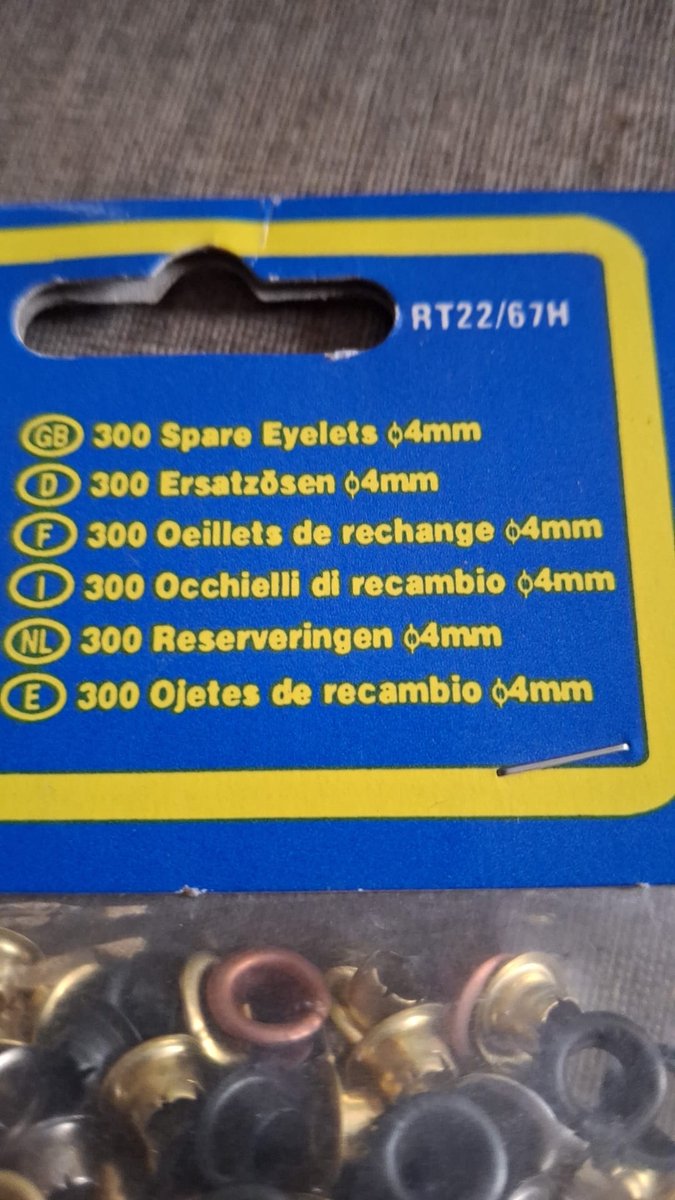 RT22/67H
GB 300 Spare Eyelets ϕ4mm
D 300 Ersatzösen ϕ4mm
F 300 Oeillets de rechange ϕ4mm
I 300 Occhielli di recambio ϕ4mm
NL 300 Reserveringen ϕ4mm
E 300 Ojetes de recambio ϕ4mm